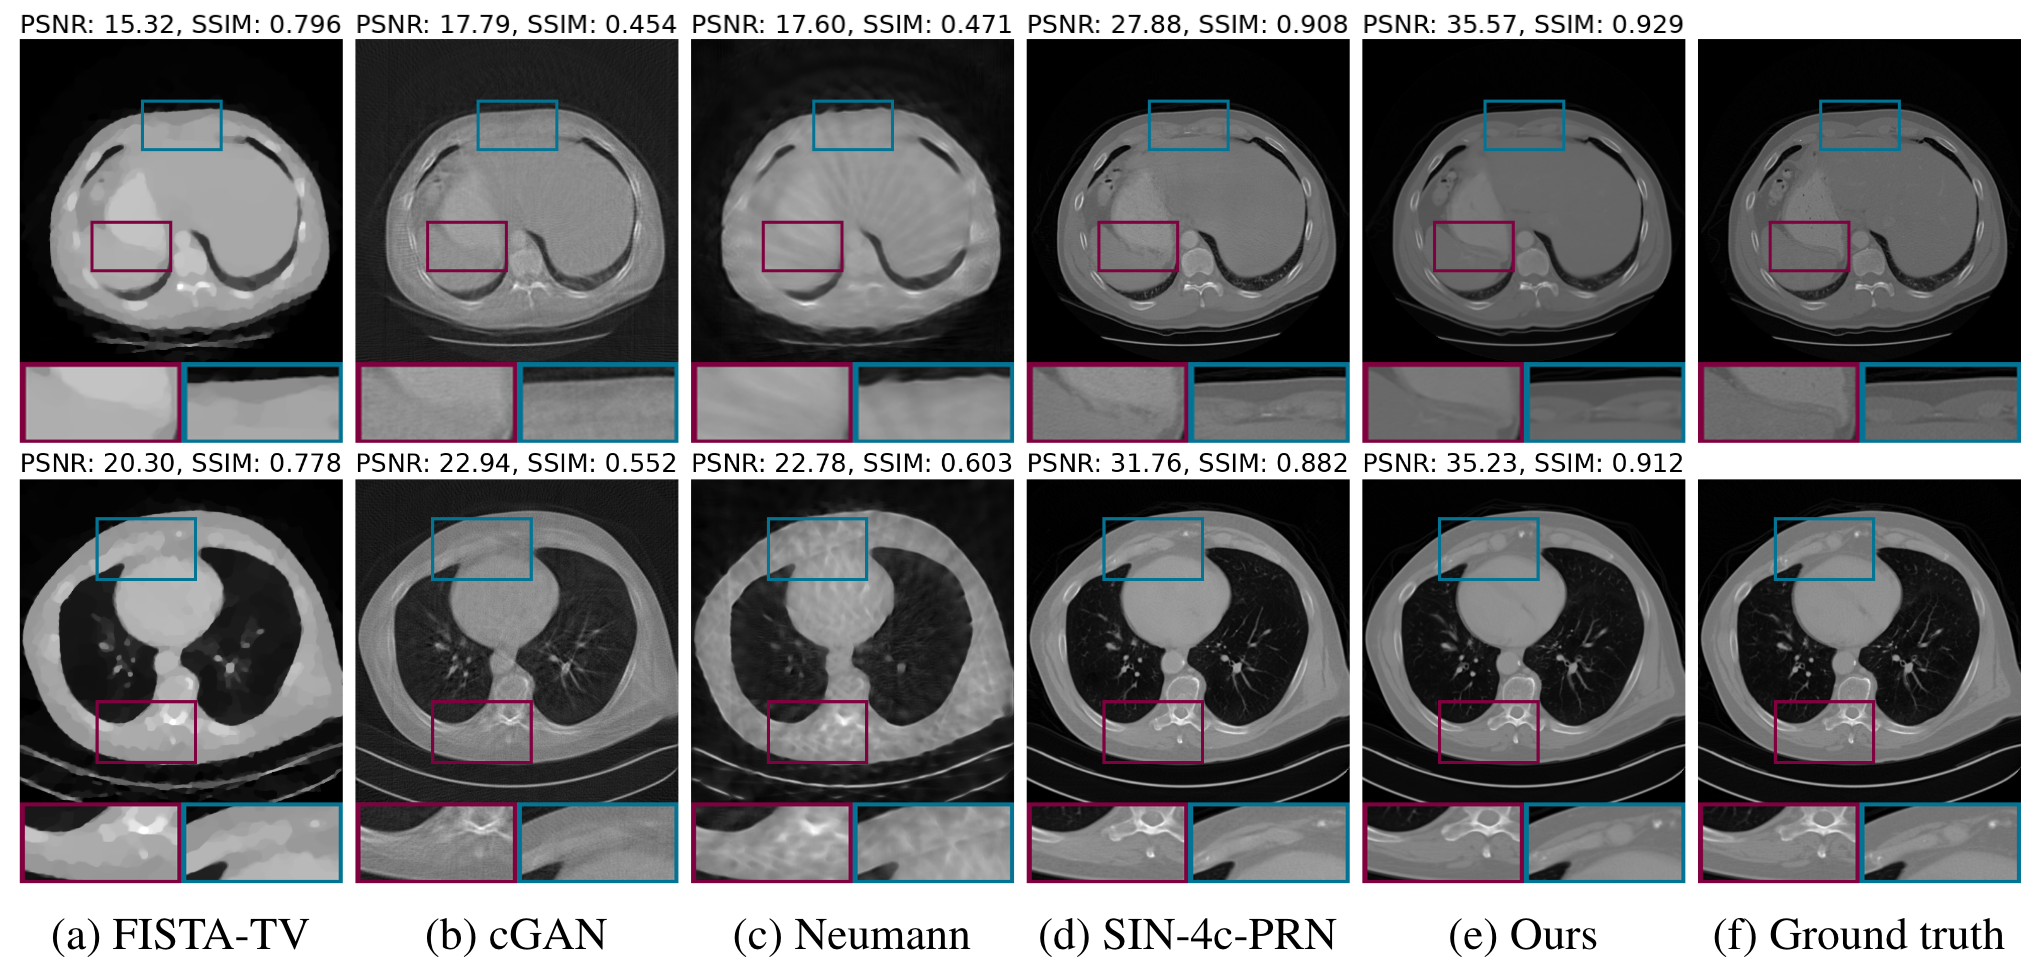 PSNR: 15.32, SSIM: 0.796 PSNR: 17.79, SSIM: 0.454 PSNR: 17.60, SSIM: 0.471 PSNR: 27.88, SSIM: 0.908 PSNR: 35.57, SSIM: 0.929
PSNR: 20.30, SSIM: 0.778 PSNR: 22.94, SSIM: 0.552 PSNR: 22.78, SSIM: 0.603 PSNR: 31.76, SSIM: 0.882 PSNR: 35.23, SSIM: 0.912
(a) FISTA-TV (b) cGAN (c) Neumann (d) SIN-4c-PRN (e) Ours (f) Ground truth